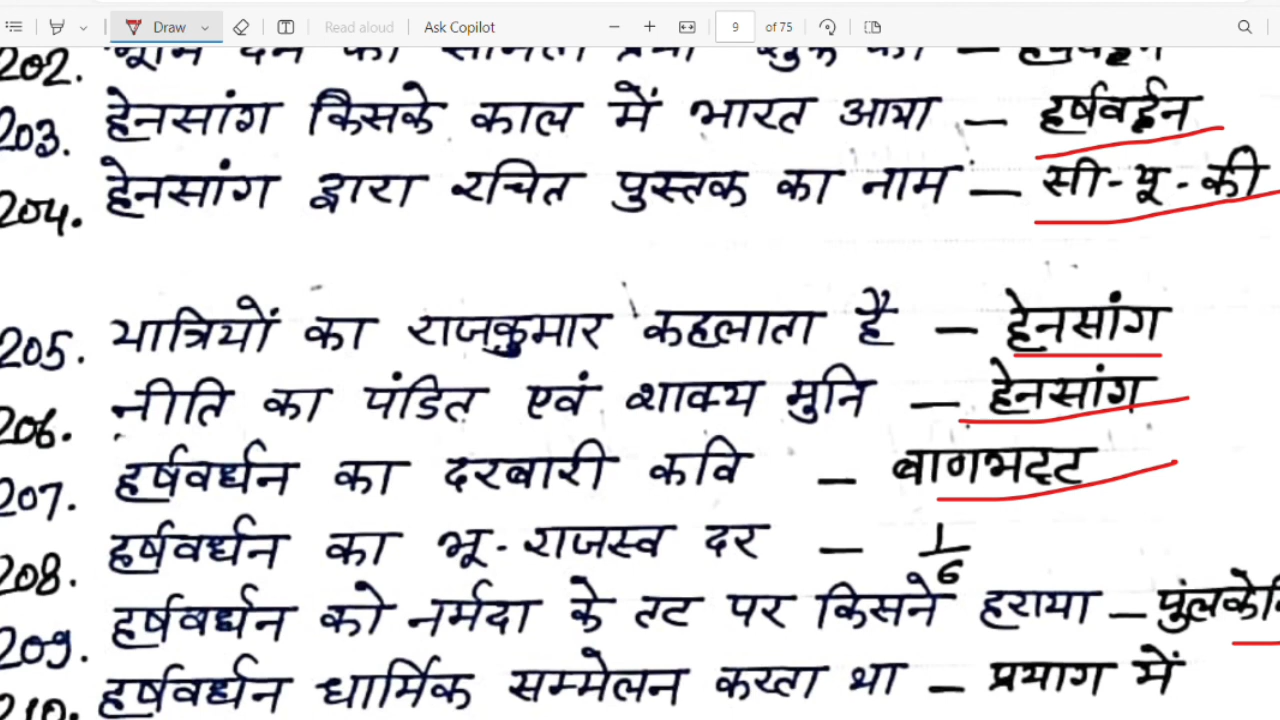 Draw Read aloud Ask Copilot 9 of 75
202.
203. हेनसांग किसके काल में भारत आया – हर्षवर्द्धन
204. हेनसांग द्वारा रचित पुस्तक का नाम – सी-यू-की
205. यात्रियों का राजकुमार कहलाता है – हेनसांग
206. नीति का पंडित एवं शाक्य मुनि – हेनसांग
207. हर्षवर्धन का दरबारी कवि – बागभट्ट
208. हर्षवर्धन का भू-राजस्व दर – 1/6
209. हर्षवर्धन को नर्मदा के तट पर किसने हराया –
210. हर्षवर्धन धार्मिक सम्मेलन करता था – प्रयाग में